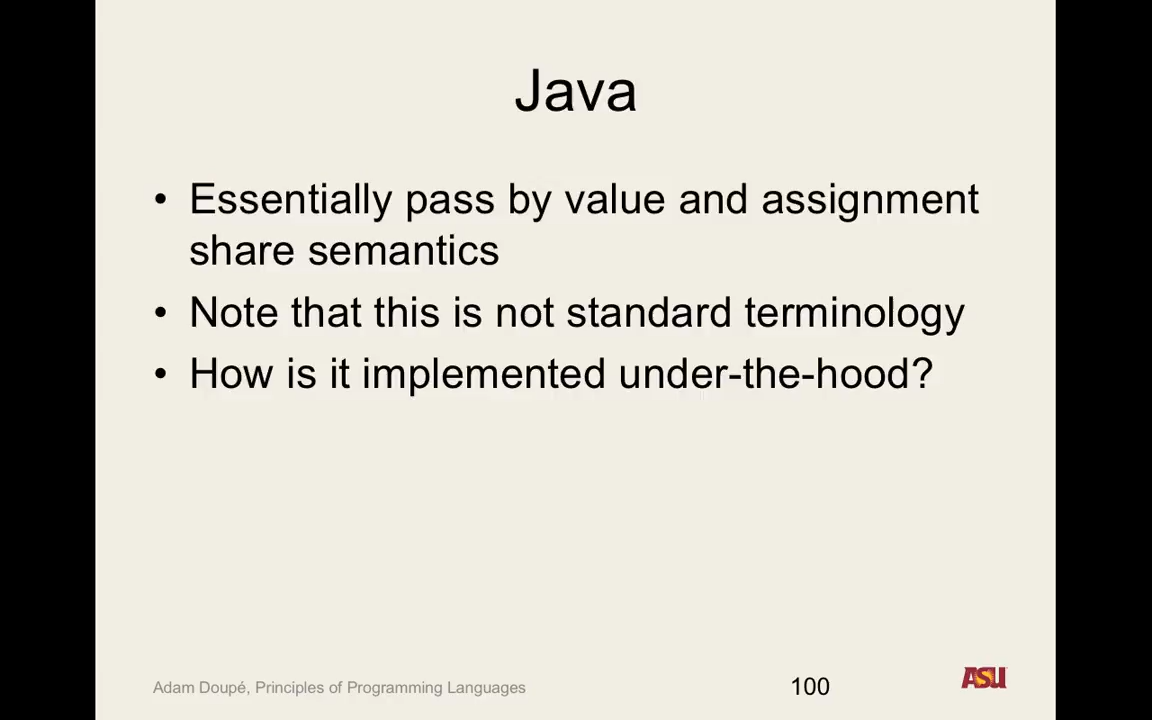 Java
• Essentially pass by value and assignment
share semantics
• Note that this is not standard terminology
• How is it implemented under-the-hood?
Adam Doupé, Principles of Programming Languages
100
ASU